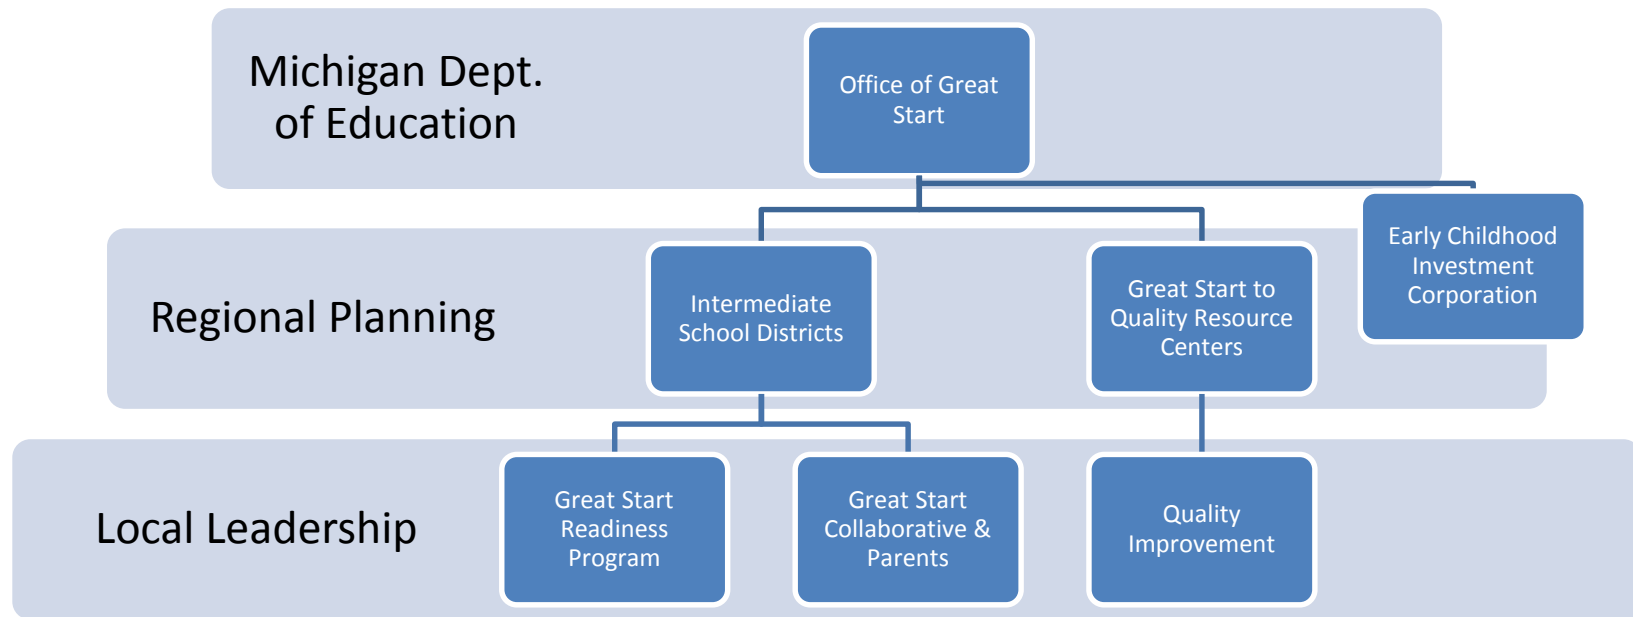 Michigan Dept.
of Education
Office of Great
Start
Regional Planning
Intermediate
School Districts
Great Start to
Quality Resource
Centers
Early Childhood
Investment
Corporation
Local Leadership
Great Start
Readiness
Program
Great Start
Collaborative &
Parents
Quality
Improvement